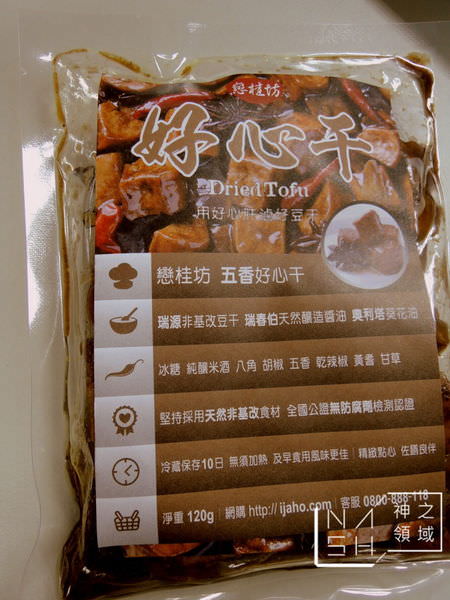 戀桂坊
好心干
Dried Tofu
用好心肝滷好豆干
戀桂坊 五香好心干
瑞源非基改豆干 瑞春伯天然釀造醬油 奧利塔葵花油
冰糖 純釀米酒 八角 胡椒 五香 乾辣椒 黃耆 甘草
堅持採用天然非基改食材 全國公證無防腐劑檢測認證
冷藏保存10日 無須加熱 及早食用風味更佳｜精緻點心 佐膳良伴
淨重 120g｜網購 http://ijaho.com｜客服 0800-888-118
神之領域